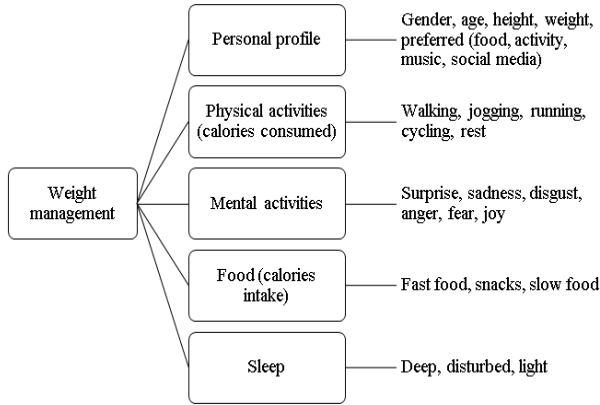 Weight
management
Personal profile
Gender, age, height, weight,
preferred (food, activity,
music, social media)
Physical activities
(calories consumed)
Walking, jogging, running,
cycling, rest
Mental activities
Surprise, sadness, disgust,
anger, fear, joy
Food (calories
intake)
Fast food, snacks, slow food
Sleep
Deep, disturbed, light